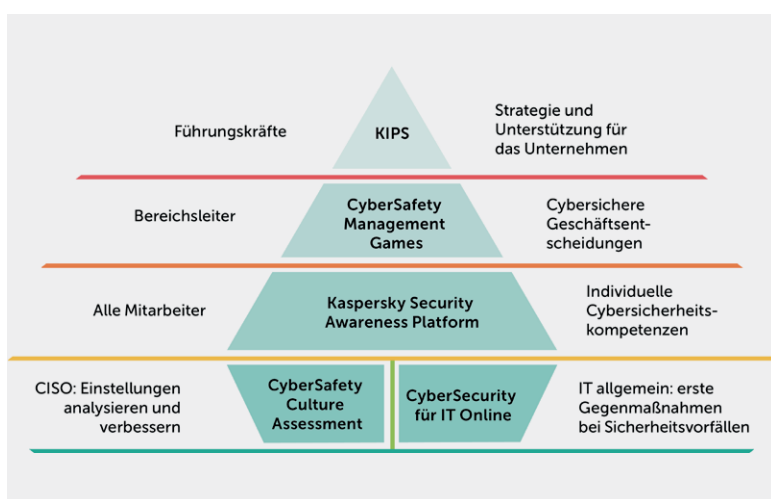 Führungskräfte
KIPS
Strategie und
Unterstützung für
das Unternehmen
Bereichsleiter
CyberSafety
Management
Games
Cybersichere
Geschäftsent-
scheidungen
Alle Mitarbeiter
Kaspersky Security
Awareness Platform
Individuelle
Cybersicherheits-
kompetenzen
CISO: Einstellungen
analysieren und
verbessern
CyberSafety
Culture
Assessment
CyberSecurity
für IT Online
IT allgemein: erste
Gegenmaßnahmen
bei Sicherheitsvorfällen